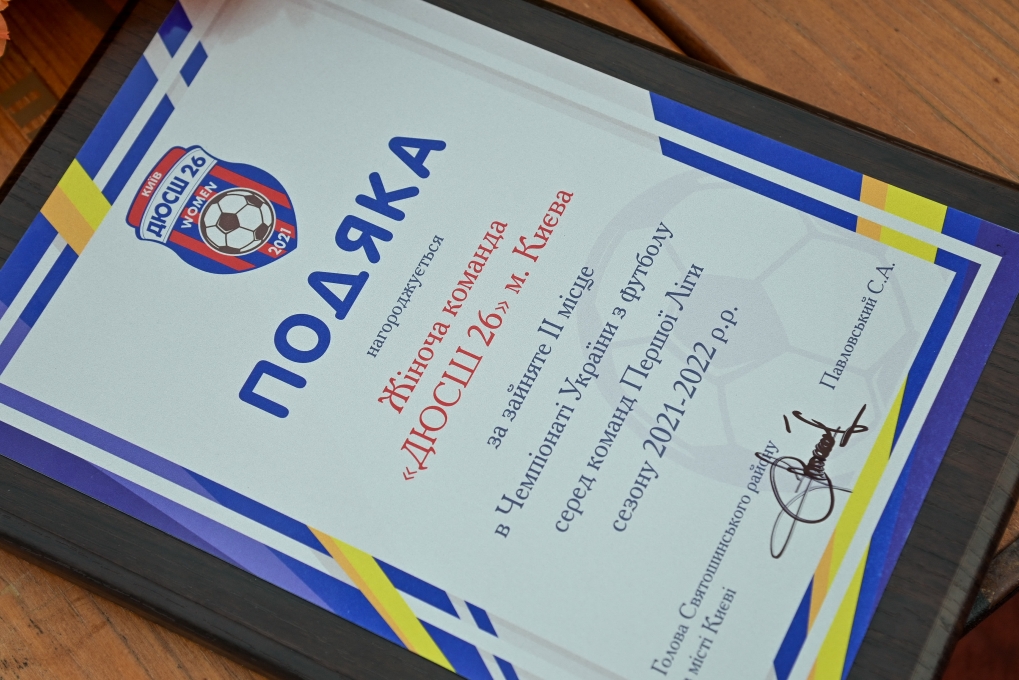 КИЇВ
ДЮСШ 26
WOMEN
2021
ПОДЯКА
нагороджується
Жіноча команда
«ДЮСШ 26» м. Києва
за зайняте II місце
в Чемпіонаті України з футболу
серед команд Першої Ліги
сезону 2021-2022 р.р.
Голова Святошинського району
місті Києві
Павловський С.А.